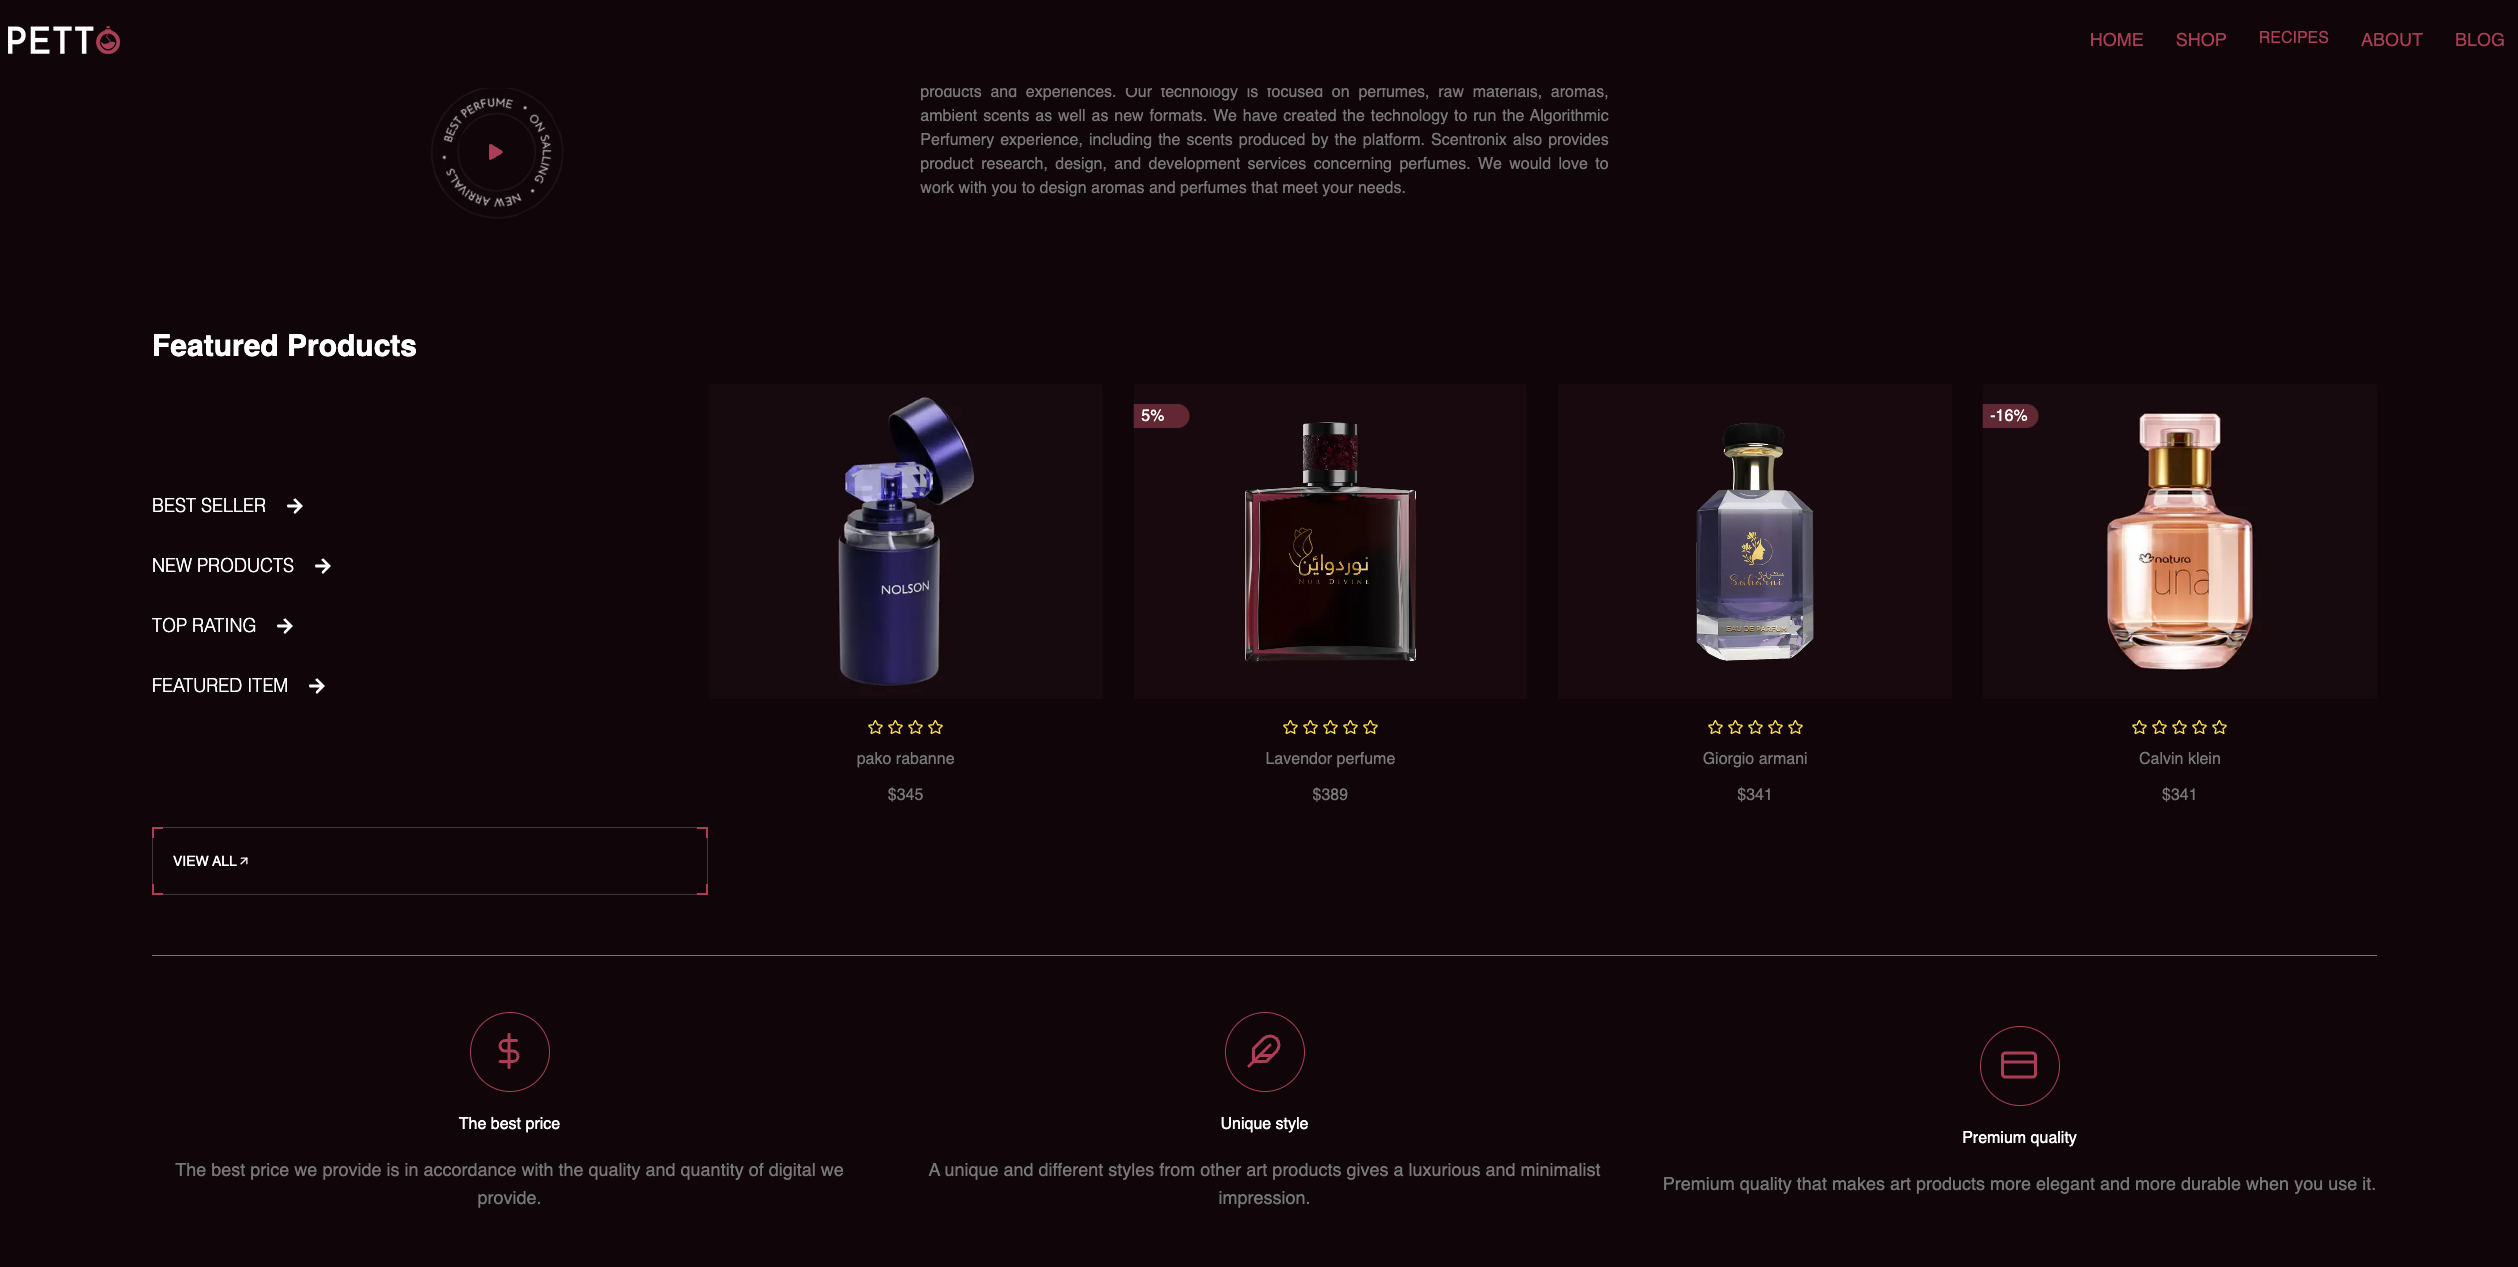 PETTO
HOME SHOP RECIPES ABOUT BLOG
BEST PERFUME • ON SALLING • NEW ARRIVALS •
products and experiences. Our technology is focused on perfumes, raw materials, aromas,
ambient scents as well as new formats. We have created the technology to run the Algorithmic
Perfumery experience, including the scents produced by the platform. Scentronix also provides
product research, design, and development services concerning perfumes. We would love to
work with you to design aromas and perfumes that meet your needs.
Featured Products
BEST SELLER
NEW PRODUCTS
TOP RATING
FEATURED ITEM
VIEW ALL
NOLSON
pako rabanne
$345
5%
نوردواین
NUR DIVINE
Lavendor perfume
$389
EAU DE PARFUM
Giorgio armani
$341
-16%
natura
una
Calvin klein
$341
The best price
The best price we provide is in accordance with the quality and quantity of digital we
provide.
Unique style
A unique and different styles from other art products gives a luxurious and minimalist
impression.
Premium quality
Premium quality that makes art products more elegant and more durable when you use it.